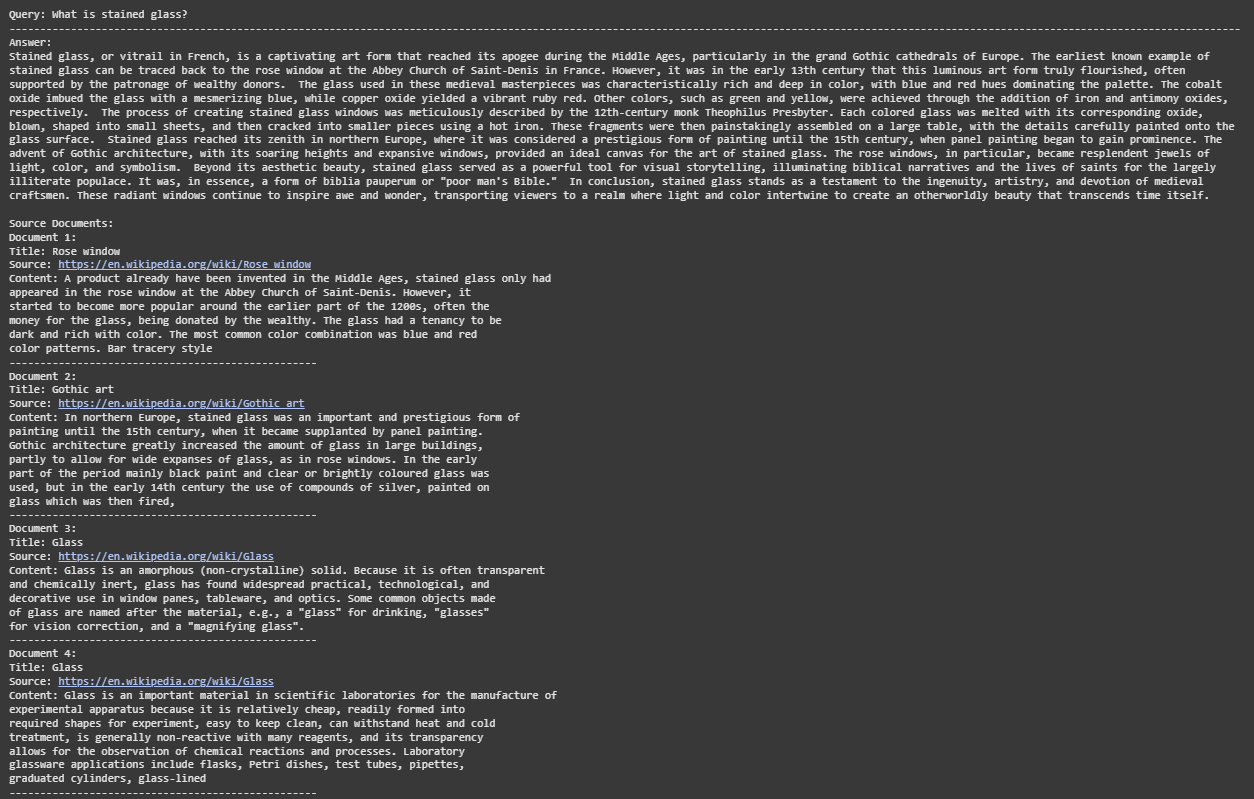 Query: What is stained glass?
--------------------------------------------------------------------------------------------------------------------------------------------------------
Answer:
Stained glass, or vitrail in French, is a captivating art form that reached its apogee during the Middle Ages, particularly in the grand Gothic cathedrals of Europe. The earliest known example of
stained glass can be traced back to the rose window at the Abbey Church of Saint-Denis in France. However, it was in the early 13th century that this luminous art form truly flourished, often
supported by the patronage of wealthy donors.  The glass used in these medieval masterpieces was characteristically rich and deep in color, with blue and red hues dominating the palette. The cobalt
oxide imbued the glass with a mesmerizing blue, while copper oxide yielded a vibrant ruby red. Other colors, such as green and yellow, were achieved through the addition of iron and antimony oxides,
respectively.  The process of creating stained glass windows was meticulously described by the 12th-century monk Theophilus Presbyter. Each colored glass was melted with its corresponding oxide,
blown, shaped into small sheets, and then cracked into smaller pieces using a hot iron. These fragments were then painstakingly assembled on a large table, with the details carefully painted onto the
glass surface.  Stained glass reached its zenith in northern Europe, where it was considered a prestigious form of painting until the 15th century, when panel painting began to gain prominence. The
advent of Gothic architecture, with its soaring heights and expansive windows, provided an ideal canvas for the art of stained glass. The rose windows, in particular, became resplendent jewels of
light, color, and symbolism.  Beyond its aesthetic beauty, stained glass served as a powerful tool for visual storytelling, illuminating biblical narratives and the lives of saints for the largely
illiterate populace. It was, in essence, a form of biblia pauperum or "poor man's Bible."  In conclusion, stained glass stands as a testament to the ingenuity, artistry, and devotion of medieval
craftsmen. These radiant windows continue to inspire awe and wonder, transporting viewers to a realm where light and color intertwine to create an otherworldly beauty that transcends time itself.
Source Documents:
Document 1:
Title: Rose window
Source: https://en.wikipedia.org/wiki/Rose_window
Content: A product already have been invented in the Middle Ages, stained glass only had
appeared in the rose window at the Abbey Church of Saint-Denis. However, it
started to become more popular around the earlier part of the 1200s, often the
money for the glass, being donated by the wealthy. The glass had a tenancy to be
dark and rich with color. The most common color combination was blue and red
color patterns. Bar tracery style
--------------------------------------------------
Document 2:
Title: Gothic art
Source: https://en.wikipedia.org/wiki/Gothic_art
Content: In northern Europe, stained glass was an important and prestigious form of
painting until the 15th century, when it became supplanted by panel painting.
Gothic architecture greatly increased the amount of glass in large buildings,
partly to allow for wide expanses of glass, as in rose windows. In the early
part of the period mainly black paint and clear or brightly coloured glass was
used, but in the early 14th century the use of compounds of silver, painted on
glass which was then fired,
--------------------------------------------------
Document 3:
Title: Glass
Source: https://en.wikipedia.org/wiki/Glass
Content: Glass is an amorphous (non-crystalline) solid. Because it is often transparent
and chemically inert, glass has found widespread practical, technological, and
decorative use in window panes, tableware, and optics. Some common objects made
of glass are named after the material, e.g., a "glass" for drinking, "glasses"
for vision correction, and a "magnifying glass".
--------------------------------------------------
Document 4:
Title: Glass
Source: https://en.wikipedia.org/wiki/Glass
Content: Glass is an important material in scientific laboratories for the manufacture of
experimental apparatus because it is relatively cheap, readily formed into
required shapes for experiment, easy to keep clean, can withstand heat and cold
treatment, is generally non-reactive with many reagents, and its transparency
allows for the observation of chemical reactions and processes. Laboratory
glassware applications include flasks, Petri dishes, test tubes, pipettes,
graduated cylinders, glass-lined
--------------------------------------------------